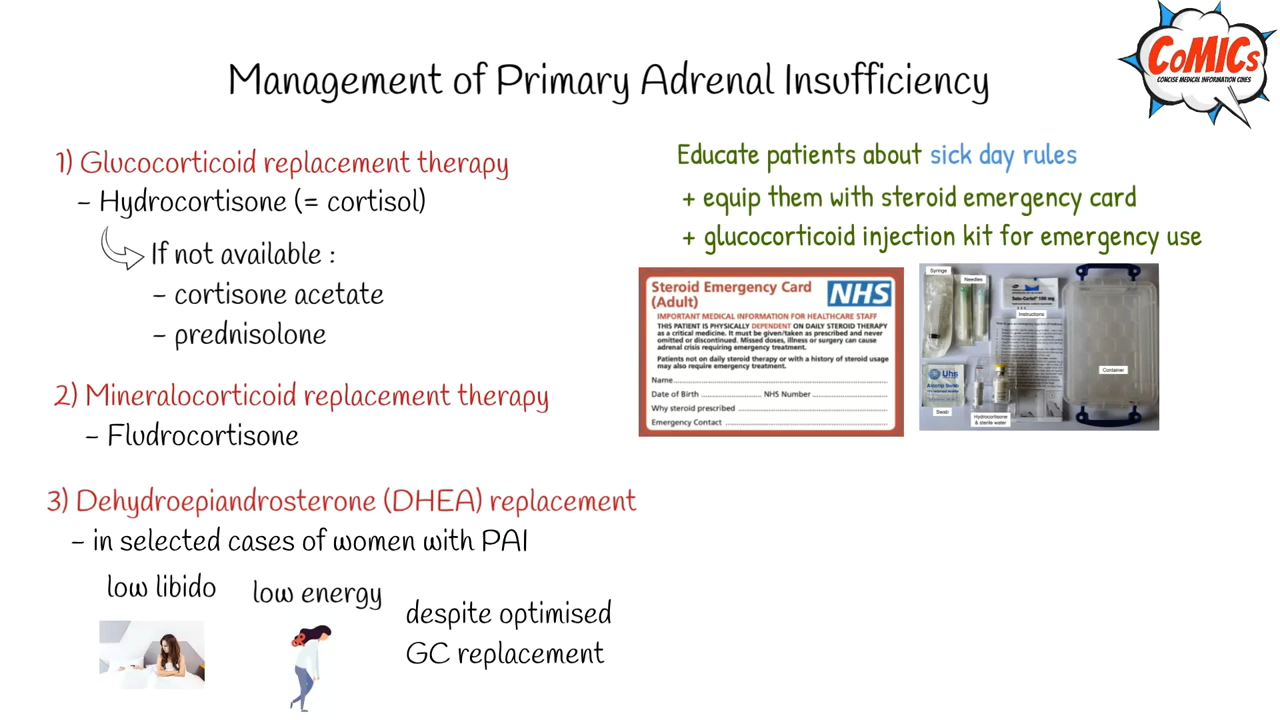 CoMICs
CONCISE MEDICAL INFORMATION CINES
Management of Primary Adrenal Insufficiency
1) Glucocorticoid replacement therapy
- Hydrocortisone (= cortisol)
If not available :
- cortisone acetate
- prednisolone
2) Mineralocorticoid replacement therapy
- Fludrocortisone
3) Dehydroepiandrosterone (DHEA) replacement
- in selected cases of women with PAI
low libido
low energy
despite optimised
GC replacement
Educate patients about sick day rules
+ equip them with steroid emergency card
+ glucocorticoid injection kit for emergency use
Steroid Emergency Card
(Adult)
NHS
IMPORTANT MEDICAL INFORMATION FOR HEALTHCARE STAFF
THIS PATIENT IS PHYSICALLY DEPENDENT ON DAILY STEROID THERAPY
as a critical medicine. It must be given/taken as prescribed and never
omitted or discontinued. Missed doses, illness or surgery can cause
adrenal crisis requiring emergency treatment.
Patients not on daily steroid therapy or with a history of steroid usage
may also require emergency treatment.
Name
Date of Birth NHS Number
Why steroid prescribed
Emergency Contact
Syringe
Needles
Solu-Cortef 100 mg
Instructions
Container
Uhs
Swab
Hydrocortisone
& sterile water